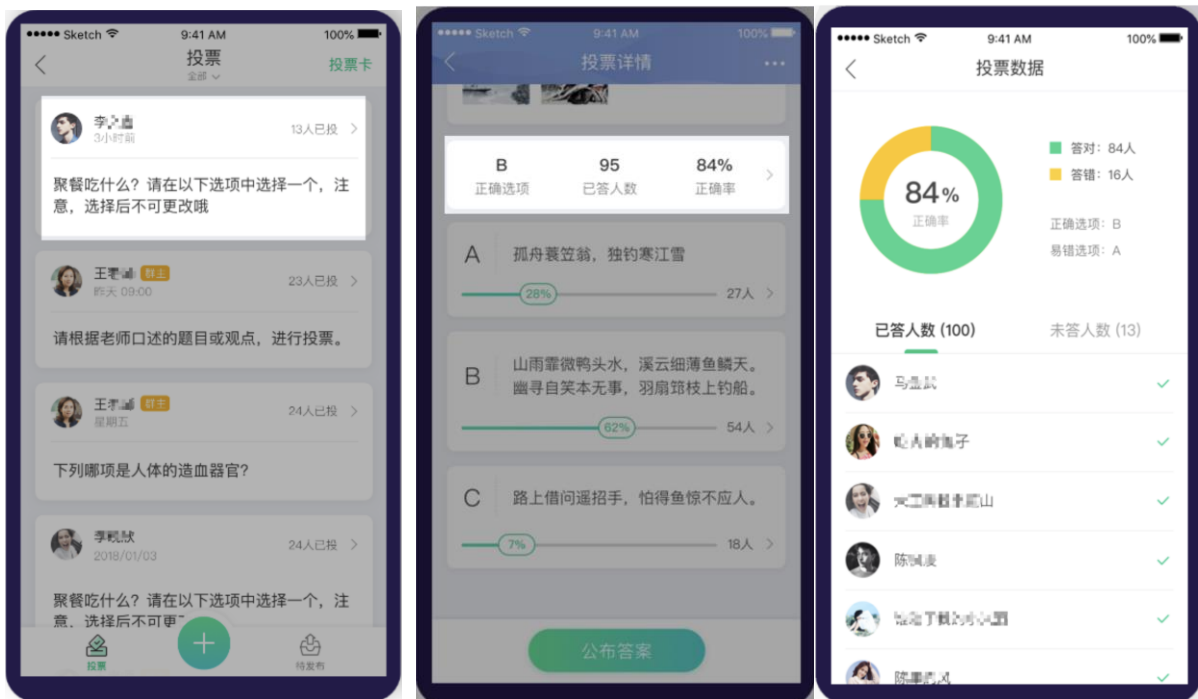 Sketch 9:41 AM 100%
投票
全部
投票卡
13人已投
3小时前
聚餐吃什么？请在以下选项中选择一个，注
意，选择后不可更改哦
群主
23人已投
昨天 09:00
请根据老师口述的题目或观点，进行投票。
群主
24人已投
星期五
下列哪项是人体的造血器官？
24人已投
2018/01/03
聚餐吃什么？请在以下选项中选择一个，注
意，选择后不可更
投票
待发布
Sketch 9:41 AM 100%
投票详情
B 95 84%
正确选项 已答人数 正确率
A
孤舟蓑笠翁，独钓寒江雪
28% 27人
B
山雨霏微鸭头水，溪云细薄鱼鳞天。
幽寻自笑本无事，羽扇筇枝上钓船。
62% 54人
C
路上借问遥招手，怕得鱼惊不应人。
7% 18人
公布答案
Sketch 9:41 AM 100%
投票数据
84%
正确率
答对：84人
答错：16人
正确选项：B
易错选项：A
已答人数 (100) 未答人数 (13)